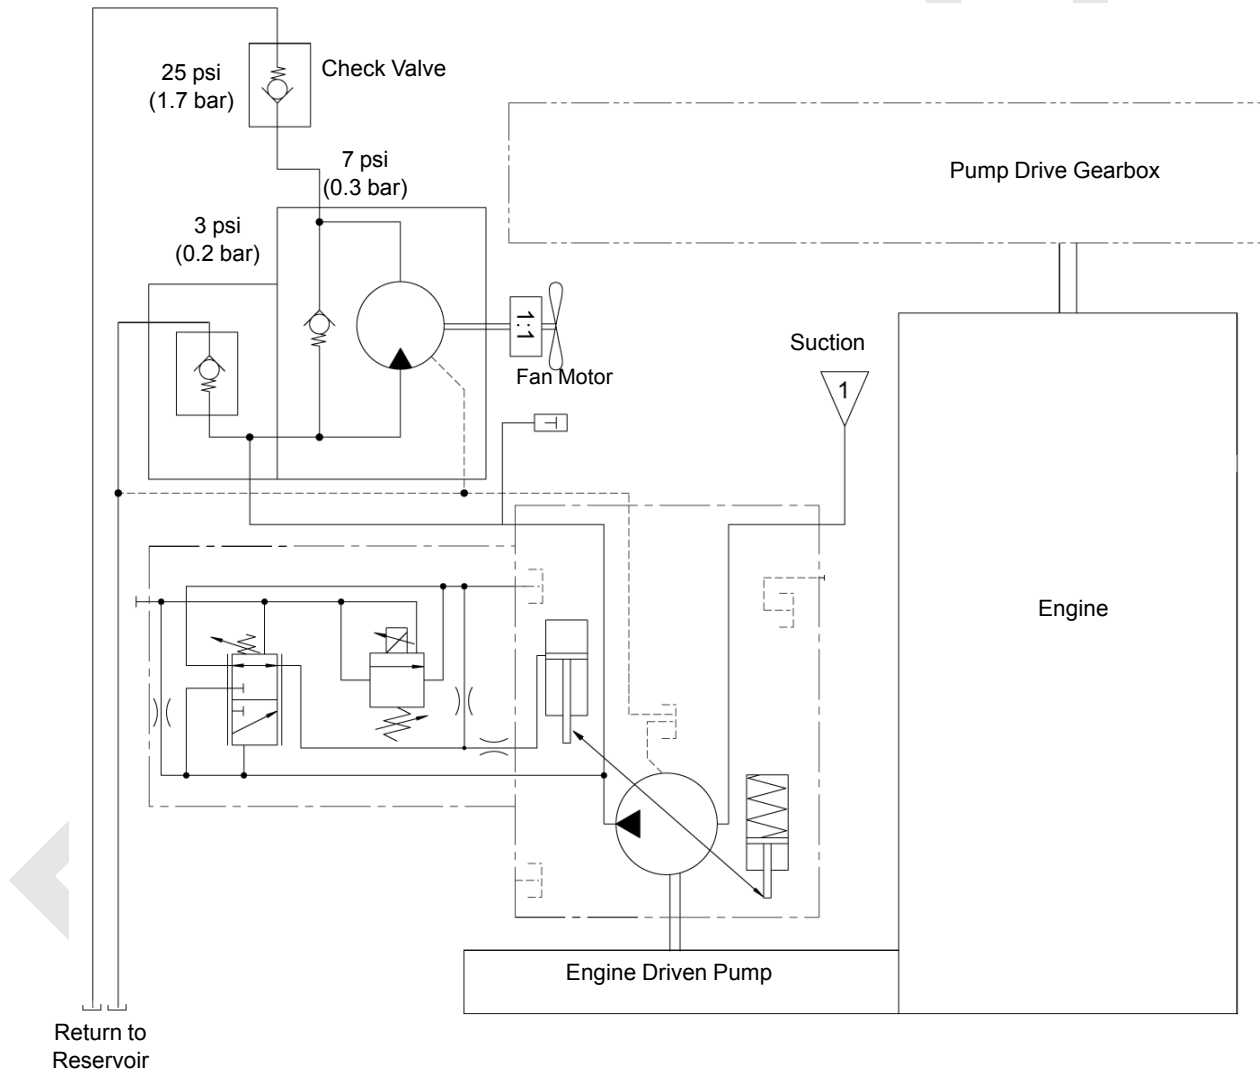 25 psi
(1.7 bar)
Check Valve
7 psi
(0.3 bar)
Pump Drive Gearbox
3 psi
(0.2 bar)
1:1
Suction
Fan Motor
1
Engine
Engine Driven Pump
Return to
Reservoir